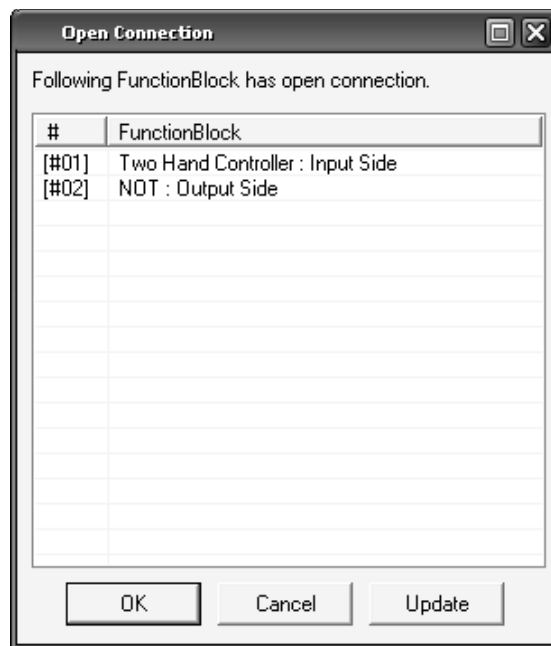 Open Connection
Following FunctionBlock has open connection.
# FunctionBlock
[#01] Two Hand Controller : Input Side
[#02] NOT : Output Side
OK Cancel Update